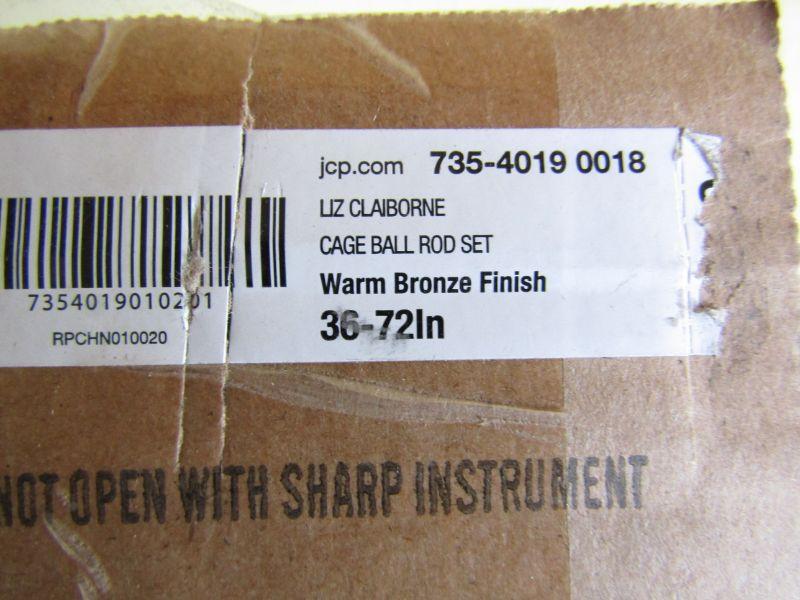 jcp.com 735-4019 0018
LIZ CLAIBORNE
CAGE BALL ROD SET
Warm Bronze Finish
36-72In
7354019010201
RPCHN010020
NOT OPEN WITH SHARP INSTRUMENT